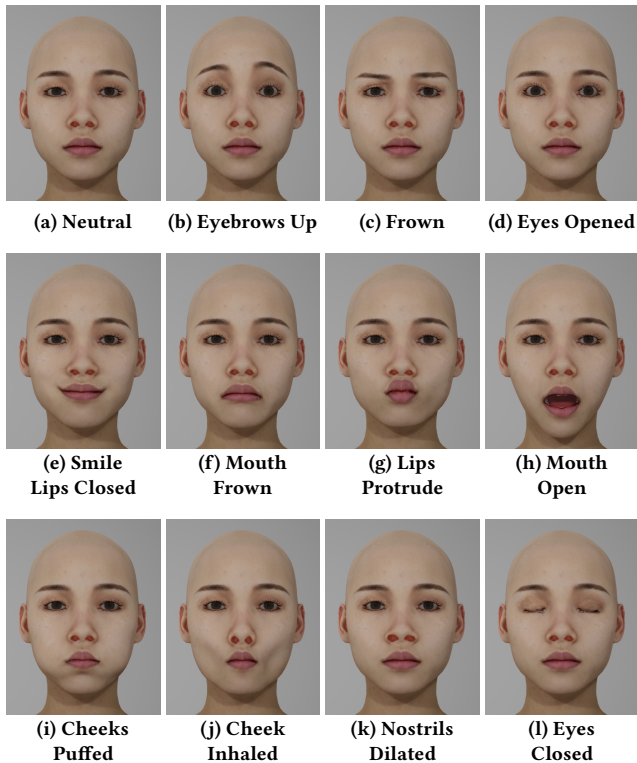 (a) Neutral
(b) Eyebrows Up
(c) Frown
(d) Eyes Opened
(e) Smile
Lips Closed
(f) Mouth
Frown
(g) Lips
Protrude
(h) Mouth
Open
(i) Cheeks
Puffed
(j) Cheek
Inhaled
(k) Nostrils
Dilated
(l) Eyes
Closed